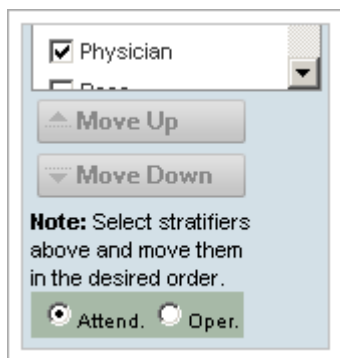 Physician
Move Up
Move Down
Note: Select stratifiers
above and move them
in the desired order.
Attend. Oper.